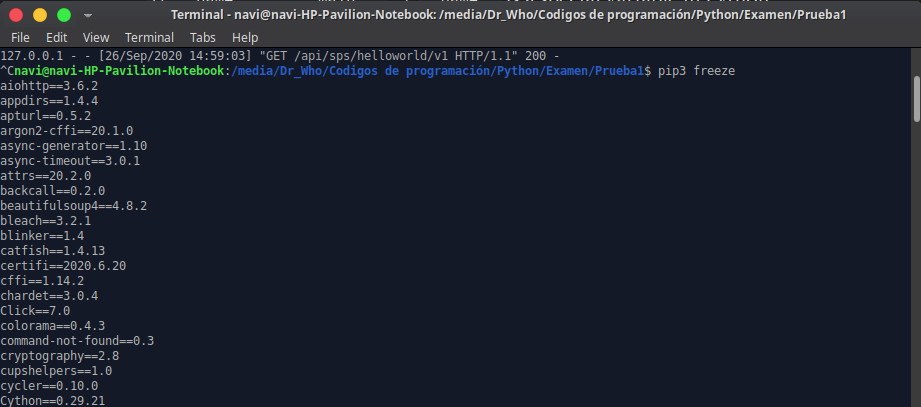 Terminal - navi@navi-HP-Pavilion-Notebook: /media/Dr_Who/Codigos de programación/Python/Examen/Prueba1
File Edit View Terminal Tabs Help
127.0.0.1 - - [26/Sep/2020 14:59:03] "GET /api/sps/helloworld/v1 HTTP/1.1" 200 -
^Cnavi@navi-HP-Pavilion-Notebook:/media/Dr_Who/Codigos de programación/Python/Examen/Prueba1$ pip3 freeze
aiohttp==3.6.2
appdirs==1.4.4
apturl==0.5.2
argon2-cffi==20.1.0
async-generator==1.10
async-timeout==3.0.1
attrs==20.2.0
backcall==0.2.0
beautifulsoup4==4.8.2
bleach==3.2.1
blinker==1.4
catfish==1.4.13
certifi==2020.6.20
cffi==1.14.2
chardet==3.0.4
Click==7.0
colorama==0.4.3
command-not-found==0.3
cryptography==2.8
cupshelpers==1.0
cycler==0.10.0
Cython==0.29.21